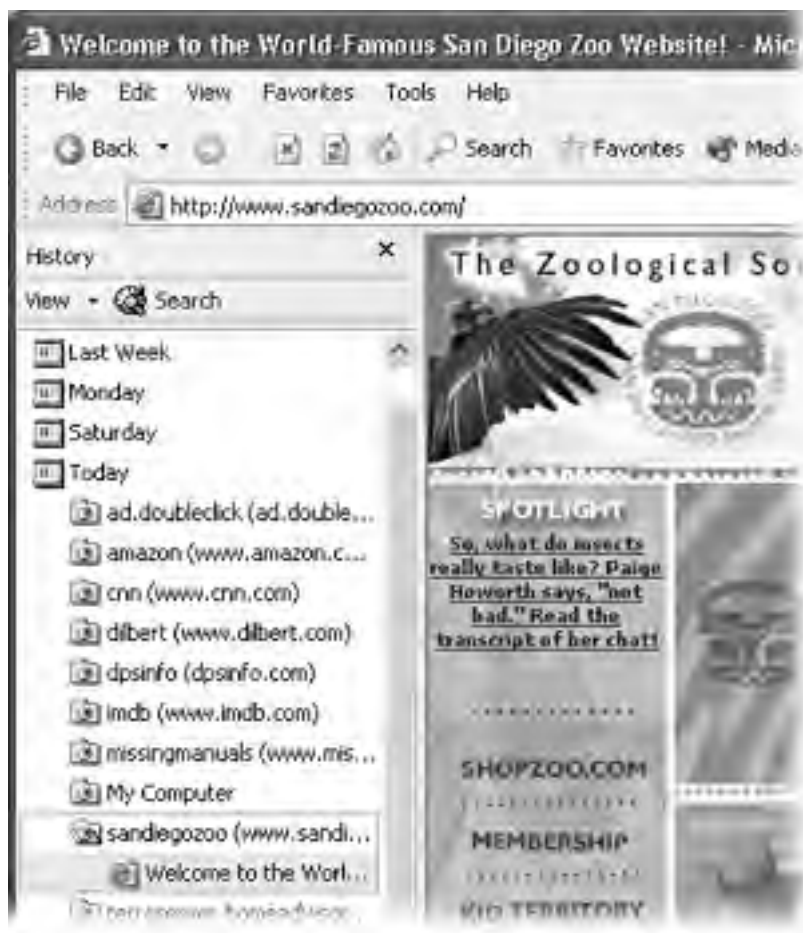 Welcome to the World-Famous San Diego Zoo Website! - Mic
File Edit View Favorites Tools Help
Back Search Favorites Media
Address http://www.sandiegozoo.com/
History
View Search
Last Week
Monday
Saturday
Today
ad.doubleclick (ad.double...
amazon (www.amazon.c...
cnn (www.cnn.com)
dilbert (www.dilbert.com)
dpsinfo (dpsinfo.com)
imdb (www.imdb.com)
missingmanuals (www.mis...
My Computer
sandiegozoo (www.sandi...
Welcome to the Worl...
The Zoological So
SPOTLIGHT
So, what do insects
really taste like? Paige
Howorth says, "not
bad." Read the
transcript of her chat!
SHOPZOO.COM
MEMBERSHIP
KID TERRITORY